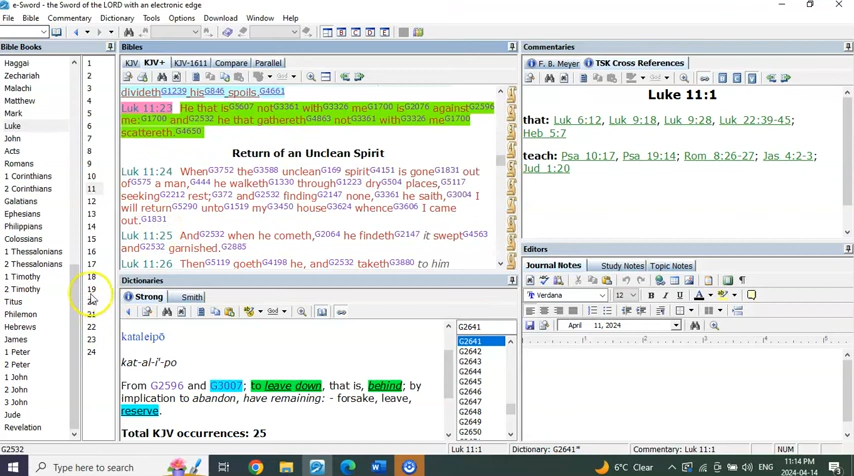 e-Sword - the Sword of the LORD with an electronic edge
File Bible Commentary Dictionary Tools Options Download Window Help
R B C D E
Bible Books
Haggai
Zechariah
Malachi
Matthew
Mark
Luke
John
Acts
Romans
1 Corinthians
2 Corinthians
Galatians
Ephesians
Philippians
Colossians
1 Thessalonians
2 Thessalonians
1 Timothy
2 Timothy
Titus
Philemon
Hebrews
James
1 Peter
2 Peter
1 John
2 John
3 John
Jude
Revelation
1
2
3
4
5
6
7
8
9
10
11
12
13
14
15
16
17
18
19
21
22
23
24
Bibles
KJV KJV+ KJV-1611 Compare Parallel
divideth G1239 his G846 spoils. G4661
Luk 11:23 He that is G5607 not G3361 with G3326 me G1700 is G2076 against G2596
me: G1700 and G2532 he that gathereth G4863 not G3361 with G3326 me G1700
scattereth. G4650
Return of an Unclean Spirit
Luk 11:24 When G3752 the G3588 unclean G169 spirit G4151 is gone G1831 out
of G575 a man, G444 he walketh G1330 through G1223 dry G504 places, G5117
seeking G2212 rest; G372 and G2532 finding G2147 none, G3361 he saith, G3004 I
will return G5290 unto G1519 my G3450 house G3624 whence G3606 I came
out. G1831
Luk 11:25 And G2532 when he cometh, G2064 he findeth G2147 it swept G4563
and G2532 garnished. G2885
Luk 11:26 Then G5119 goeth G4198 he, and G2532 taketh G3880 to him
Dictionaries
Strong Smith
God
kataleipō
kat-al-i'-po
From G2596 and G3007; to leave down, that is, behind; by
implication to abandon, have remaining: - forsake, leave,
reserve.
Total KJV occurrences: 25
G2641
G2641
G2642
G2643
G2644
G2645
G2646
G2647
G2648
G2649
G2650
Commentaries
F. B. Meyer TSK Cross References
Luke 11:1
that: Luk 6:12, Luk 9:18, Luk 9:28, Luk 22:39-45;
Heb 5:7
teach: Psa 10:17, Psa 19:14; Rom 8:26-27; Jas 4:2-3;
Jud 1:20
Editors
Journal Notes Study Notes Topic Notes
Verdana 12 B I U A
April 11, 2024
1 2 3 4 5
G2532
Luk 11:1 Dictionary: G2641* Commentary: Luk 11:1 NUM
Type here to search
W
6°C Clear
ENG
11:14 PM
2024-04-14
3